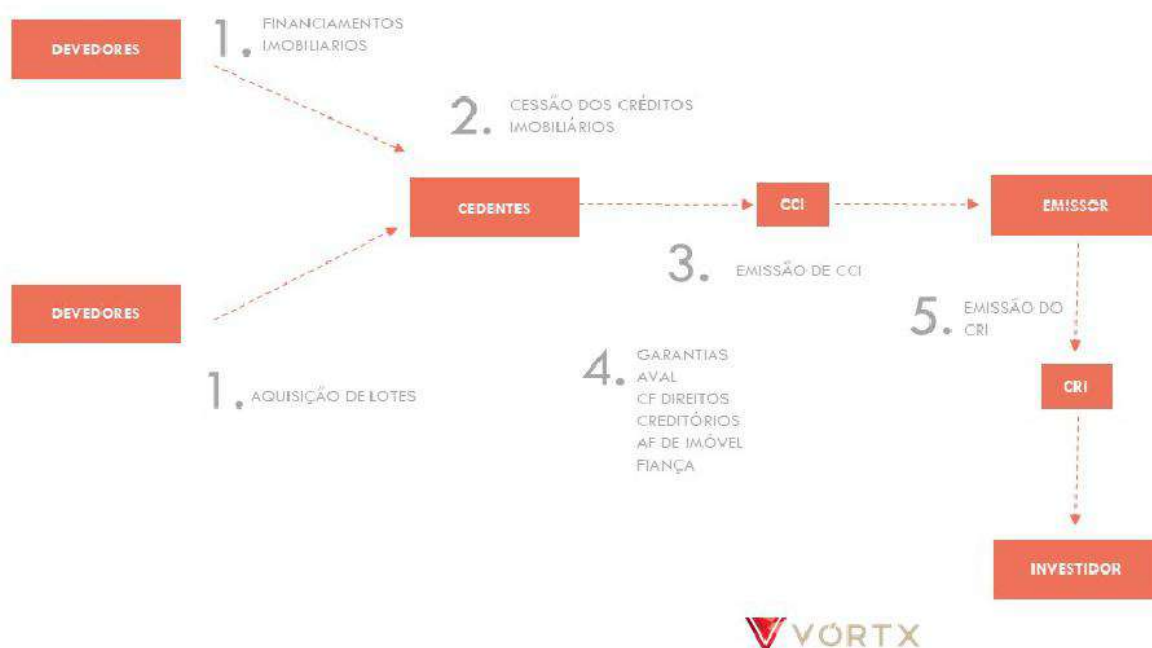 DEVEDORES
1.
FINANCIAMENTOS
IMOBILIARIOS
2.
CESSÃO DOS CRÉDITOS
IMOBILIÁRIOS
CEDENTES
CCI
EMISSOR
3.
EMISSÃO DE CCI
DEVEDORES
1.
AQUISIÇÃO DE LOTES
4.
GARANTIAS
AVAL
CF DIREITOS
CREDITÓRIOS
AF DE IMÓVEL
FIANÇA
5.
EMISSÃO DO
CRI
CRI
INVESTIDOR
VÓRTX